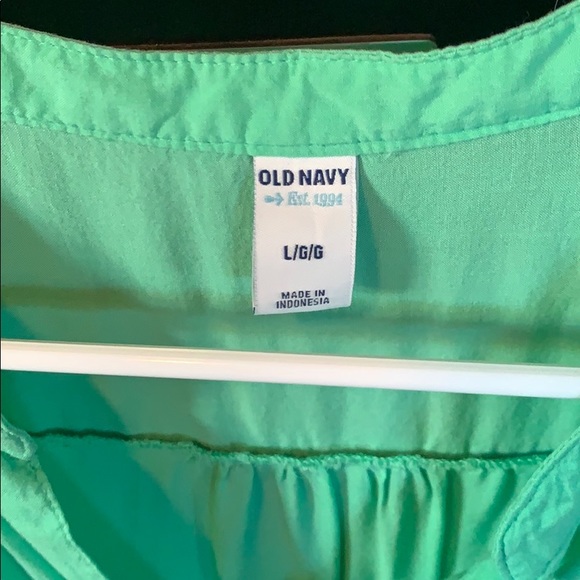 OLD NAVY
Est. 1994
L/G/G
MADE IN
INDONESIA